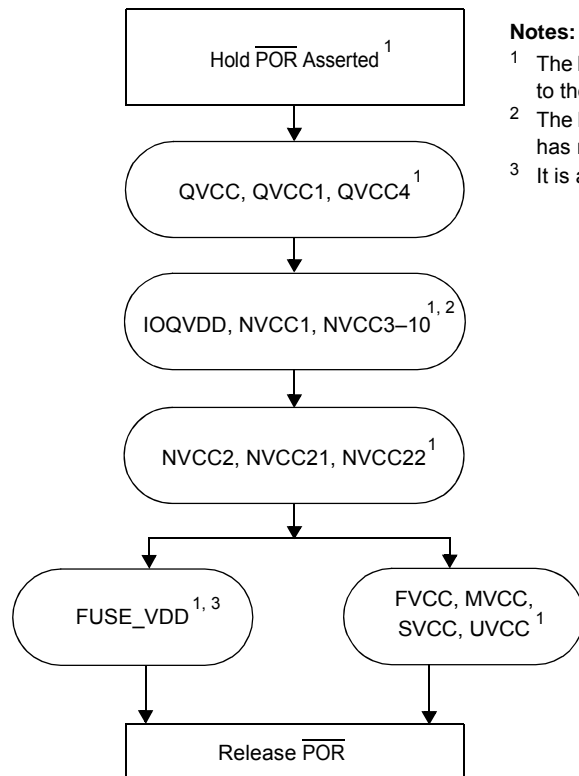 Hold POR Asserted 1
Notes:
1 The
to the
2 The
has
3 It is
QVCC, QVCC1, QVCC4 1
IOQVDD, NVCC1, NVCC3–10 1, 2
NVCC2, NVCC21, NVCC22 1
FUSE_VDD 1, 3
FVCC, MVCC,
SVCC, UVCC 1
Release POR